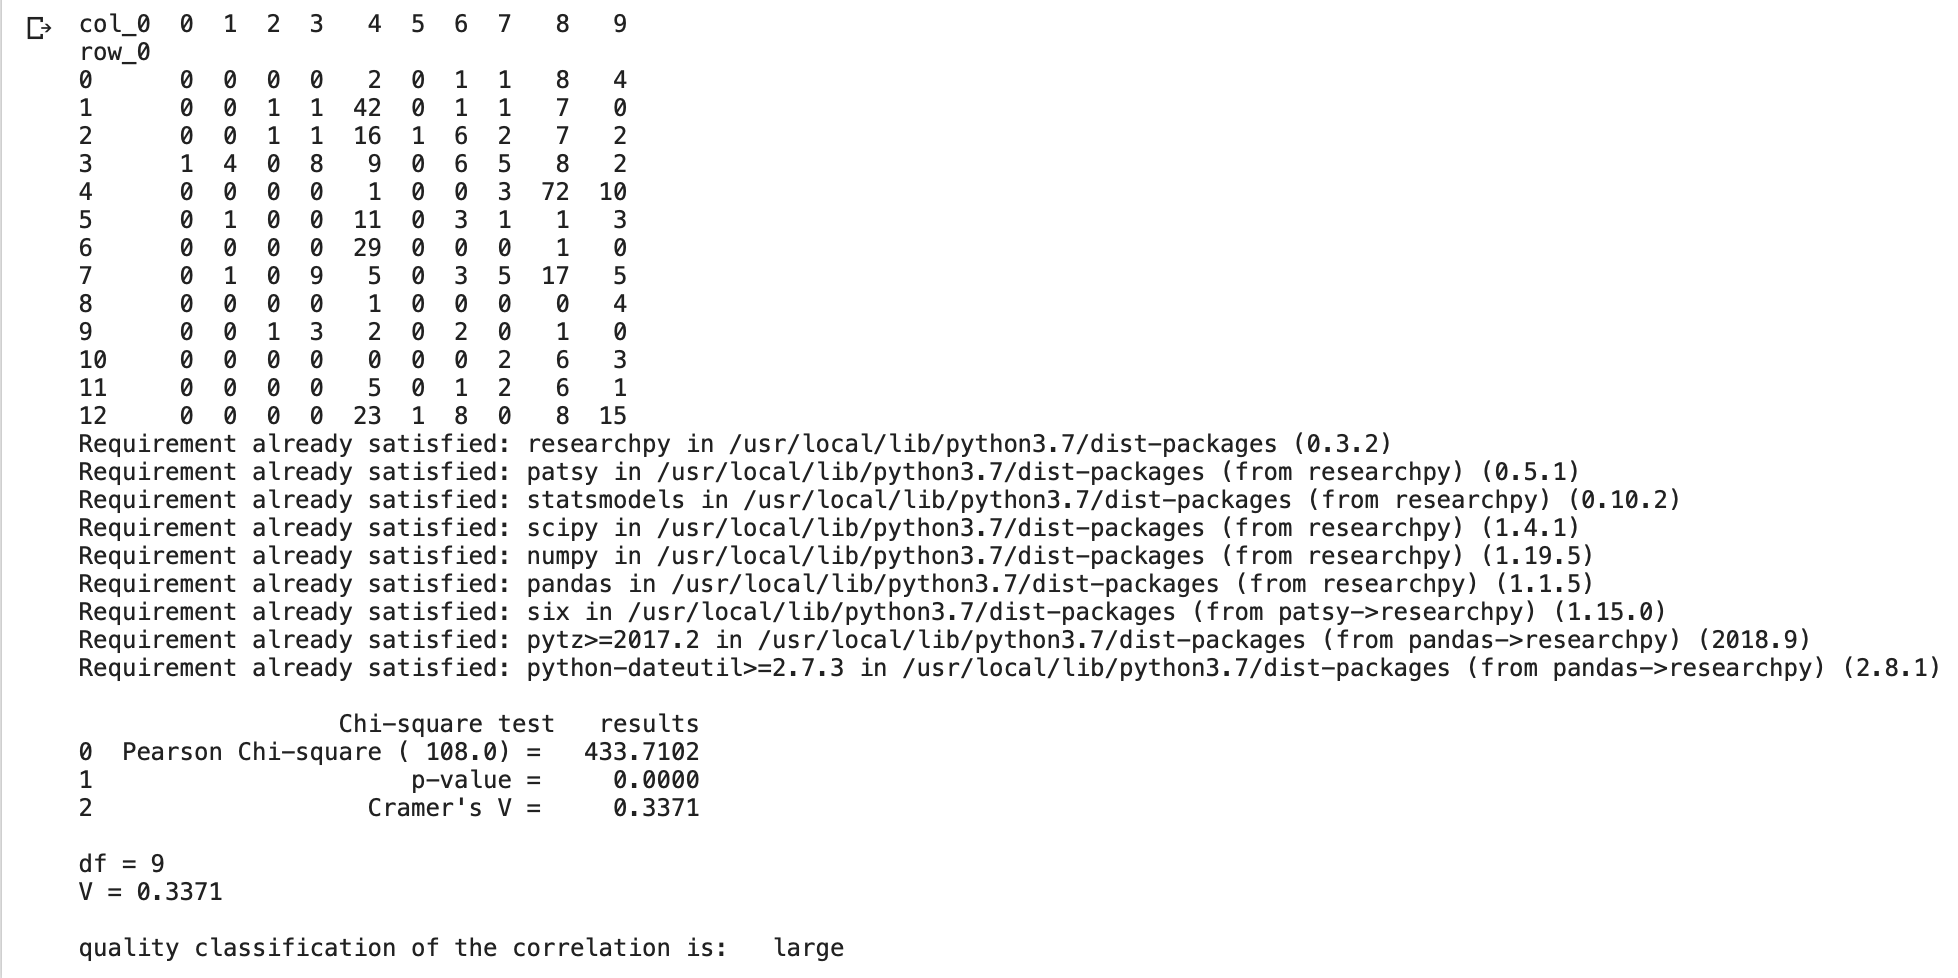 col_0  0  1  2  3   4  5  6  7   8   9
row_0
0      0  0  0  0   2  0  1  1   8   4
1      0  0  1  1  42  0  1  1   7   0
2      0  0  1  1  16  1  6  2   7   2
3      1  4  0  8   9  0  6  5   8   2
4      0  0  0  0   1  0  0  3  72  10
5      0  1  0  0  11  0  3  1   1   3
6      0  0  0  0  29  0  0  0   1   0
7      0  1  0  9   5  0  3  5  17   5
8      0  0  0  0   1  0  0  0   0   4
9      0  0  1  3   2  0  2  0   1   0
10     0  0  0  0   0  0  0  2   6   3
11     0  0  0  0   5  0  1  2   6   1
12     0  0  0  0  23  1  8  0   8  15
Requirement already satisfied: researchpy in /usr/local/lib/python3.7/dist-packages (0.3.2)
Requirement already satisfied: patsy in /usr/local/lib/python3.7/dist-packages (from researchpy) (0.5.1)
Requirement already satisfied: statsmodels in /usr/local/lib/python3.7/dist-packages (from researchpy) (0.10.2)
Requirement already satisfied: scipy in /usr/local/lib/python3.7/dist-packages (from researchpy) (1.4.1)
Requirement already satisfied: numpy in /usr/local/lib/python3.7/dist-packages (from researchpy) (1.19.5)
Requirement already satisfied: pandas in /usr/local/lib/python3.7/dist-packages (from researchpy) (1.1.5)
Requirement already satisfied: six in /usr/local/lib/python3.7/dist-packages (from patsy->researchpy) (1.15.0)
Requirement already satisfied: pytz>=2017.2 in /usr/local/lib/python3.7/dist-packages (from pandas->researchpy) (2018.9)
Requirement already satisfied: python-dateutil>=2.7.3 in /usr/local/lib/python3.7/dist-packages (from pandas->researchpy) (2.8.1)

                  Chi-square test   results
0  Pearson Chi-square ( 108.0) =   433.7102
1                      p-value =     0.0000
2                   Cramer's V =     0.3371

df = 9
V = 0.3371

quality classification of the correlation is:   large